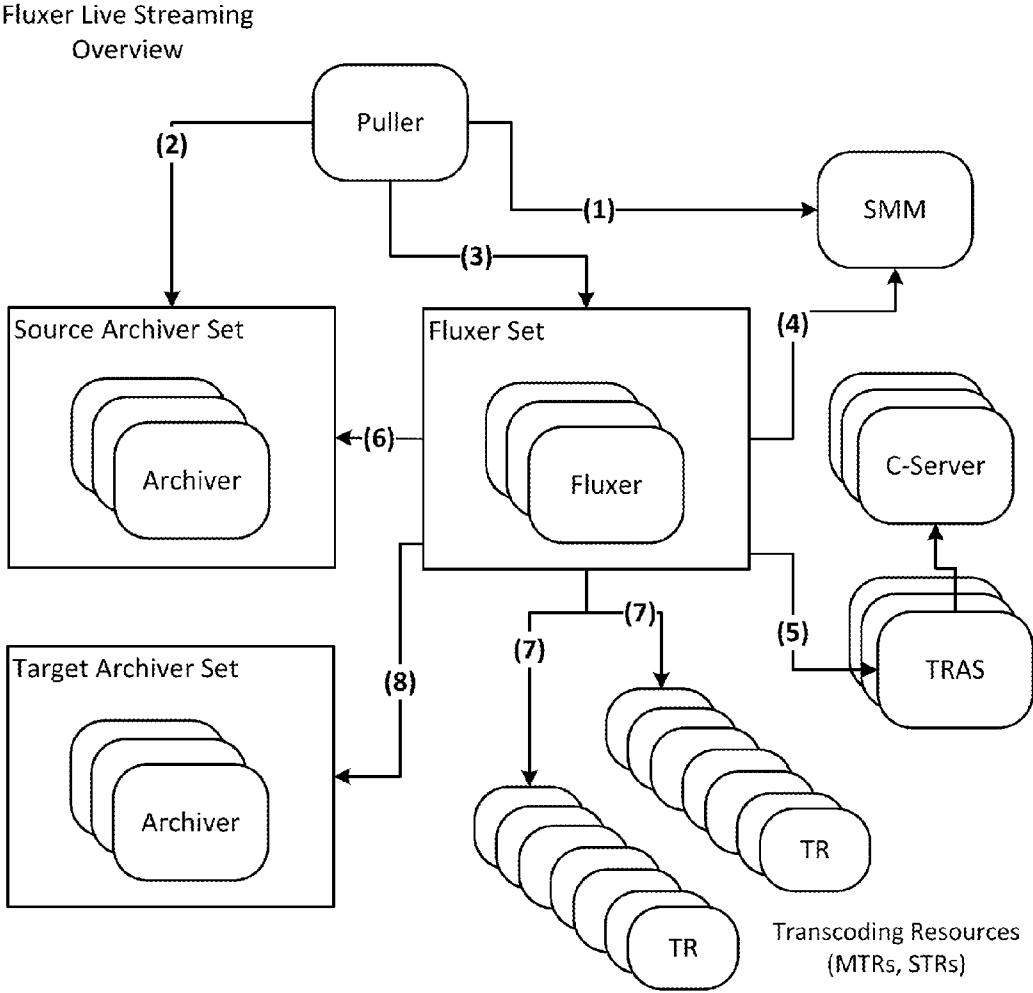 Fluxer Live Streaming
Overview
Puller
(2)
(1)
SMM
(3)
Source Archiver Set
Fluxer Set
(4)
(6)
Archiver
Fluxer
C-Server
(7)
(7)
(5)
Target Archiver Set
(8)
TRAS
Archiver
TR
TR
Transcoding Resources
(MTRs, STRs)